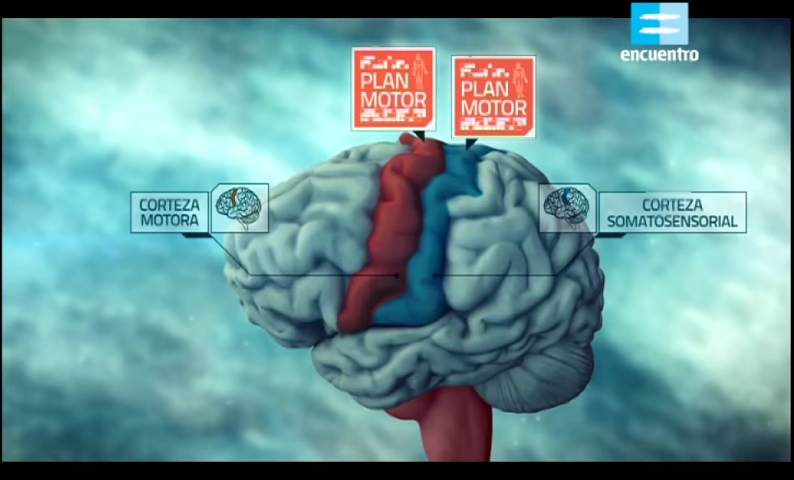 encuentro
PLAN
MOTOR
PLAN
MOTOR
CORTEZA
MOTORA
CORTEZA
SOMATOSENSORIAL